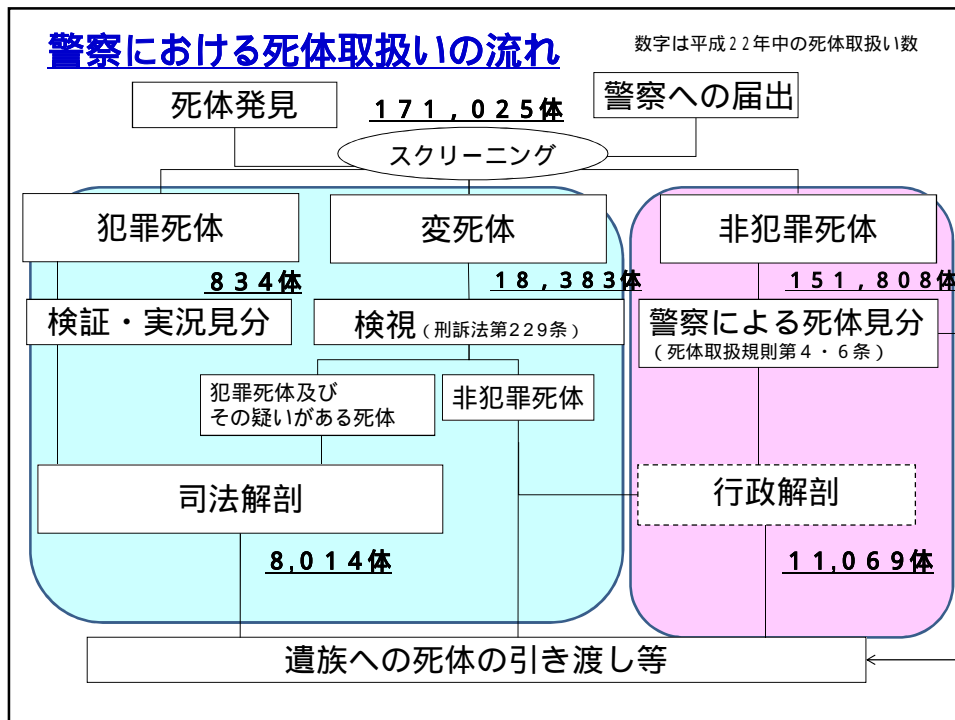 警察における死体取扱いの流れ
数字は平成22年中の死体取扱い数
死体発見
171,025体
警察への届出
スクリーニング
犯罪死体
変死体
非犯罪死体
834体
18,383体
151,808体
検証・実況見分
検視(刑訴法第229条)
警察による死体見分
(死体取扱規則第4・6条)
犯罪死体及び
その疑いがある死体
非犯罪死体
司法解剖
行政解剖
8,014体
11,069体
遺族への死体の引き渡し等